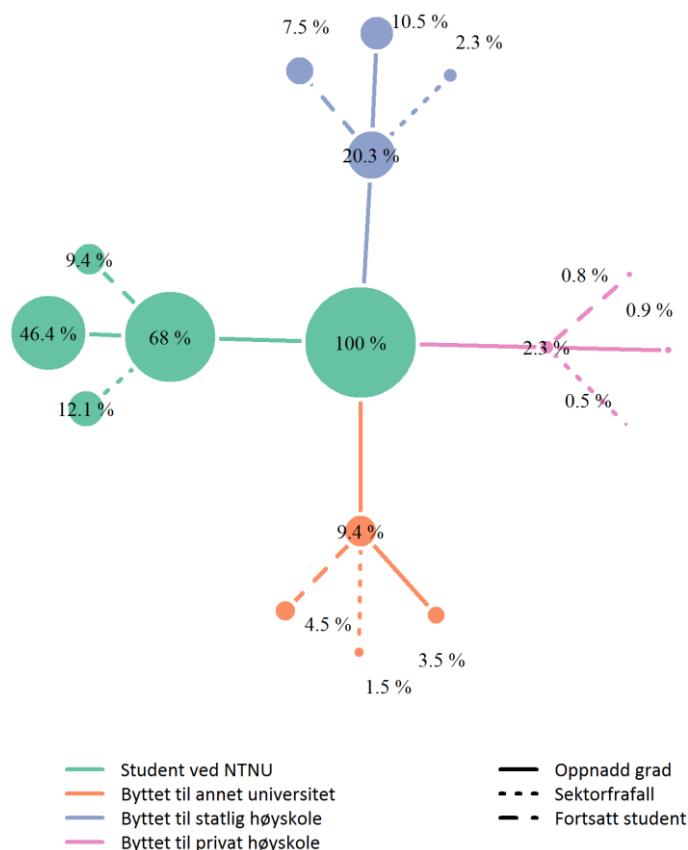 10.5 %
7.5 %
2.3 %
20.3 %
9.4 %
0.8 %
0.9 %
46.4 %
68 %
100 %
2.3 %
12.1 %
0.5 %
9.4 %
4.5 %
3.5 %
1.5 %
Student ved NTNU
Byttet til annet universitet
Byttet til statlig høyskole
Byttet til privat høyskole
Oppnadd grad
Sektorfrafall
Fortsatt student